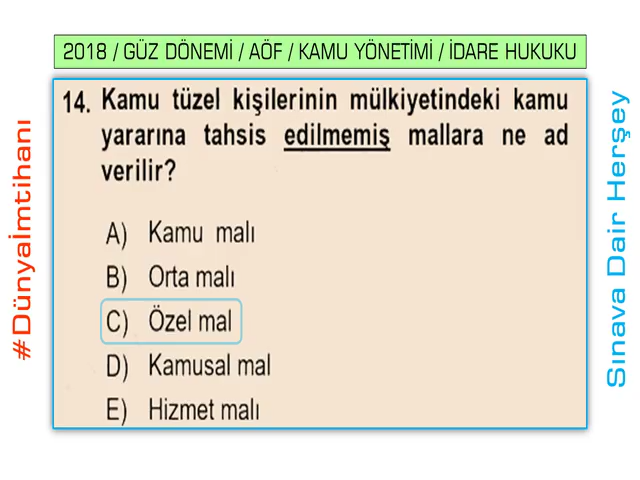 2018 / GÜZ DÖNEMİ / AÖF / KAMU YÖNETİMİ / İDARE HUKUKU
14. Kamu tüzel kişilerinin mülkiyetindeki kamu
yararına tahsis edilmemiş mallara ne ad
verilir?
A) Kamu malı
B) Orta malı
C) Özel mal
D) Kamusal mal
E) Hizmet malı
#Dünyaİmtihanı
Sınava Dair Herşey